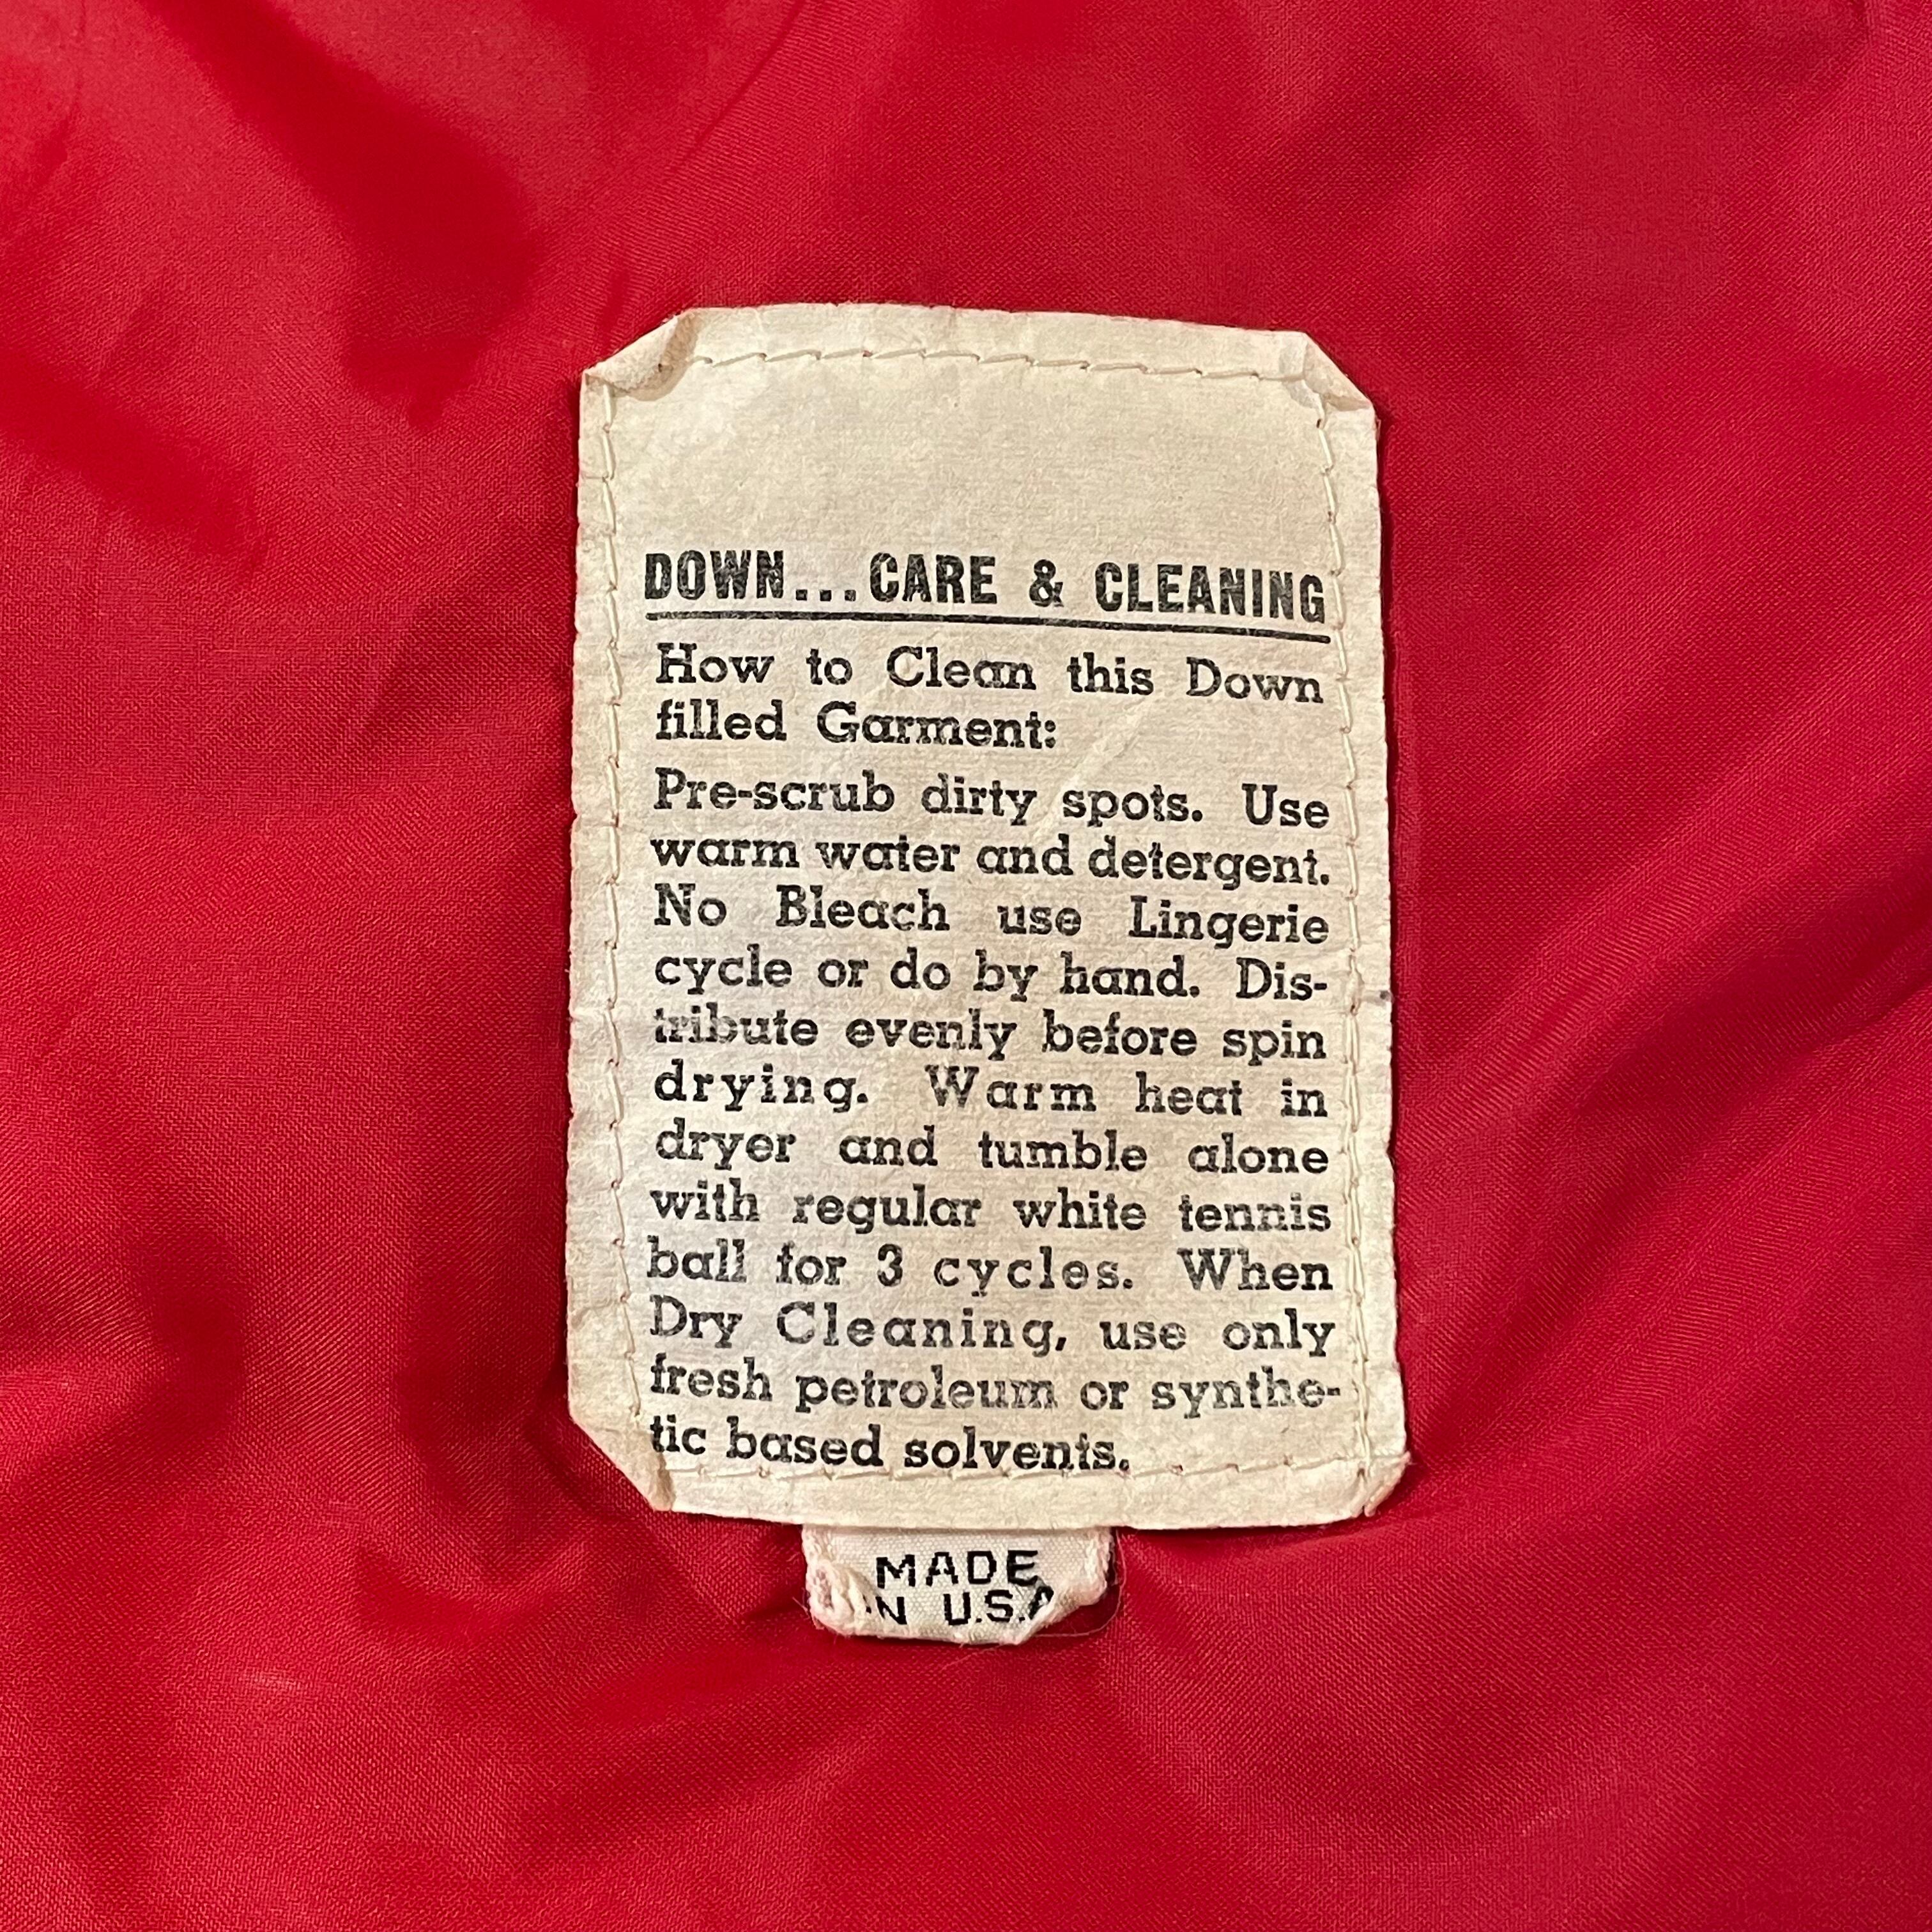 DOWN...CARE & CLEANING
How to Clean this Down
filled Garment:
Pre-scrub dirty spots. Use
warm water and detergent.
No Bleach use Lingerie
cycle or do by hand. Dis-
tribute evenly before spin
drying. Warm heat in
dryer and tumble alone
with regular white tennis
ball for 3 cycles. When
Dry Cleaning, use only
fresh petroleum or synthe-
tic based solvents.
MADE
IN U.S.A